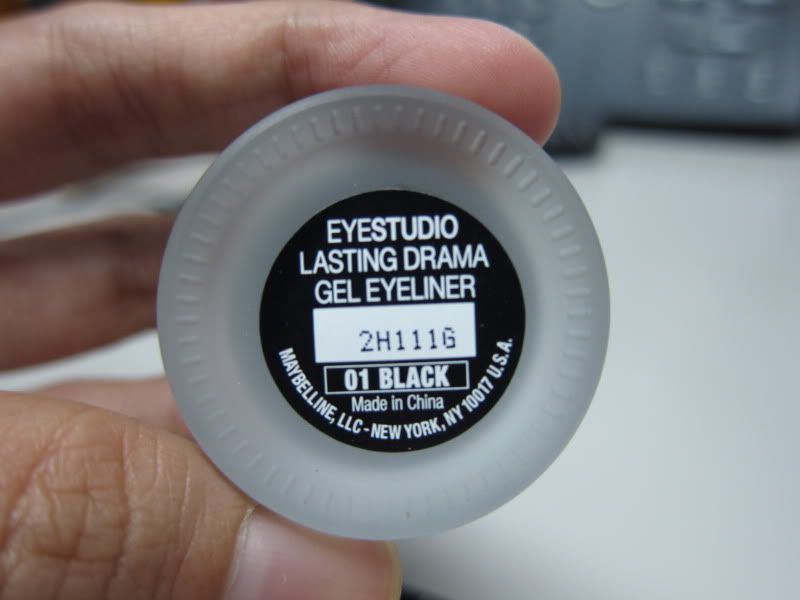 EYESTUDIO
LASTING DRAMA
GEL EYELINER
2H111G
01 BLACK
Made in China
MAYBELLINE, LLC - NEW YORK, NY 10017 U.S.A.